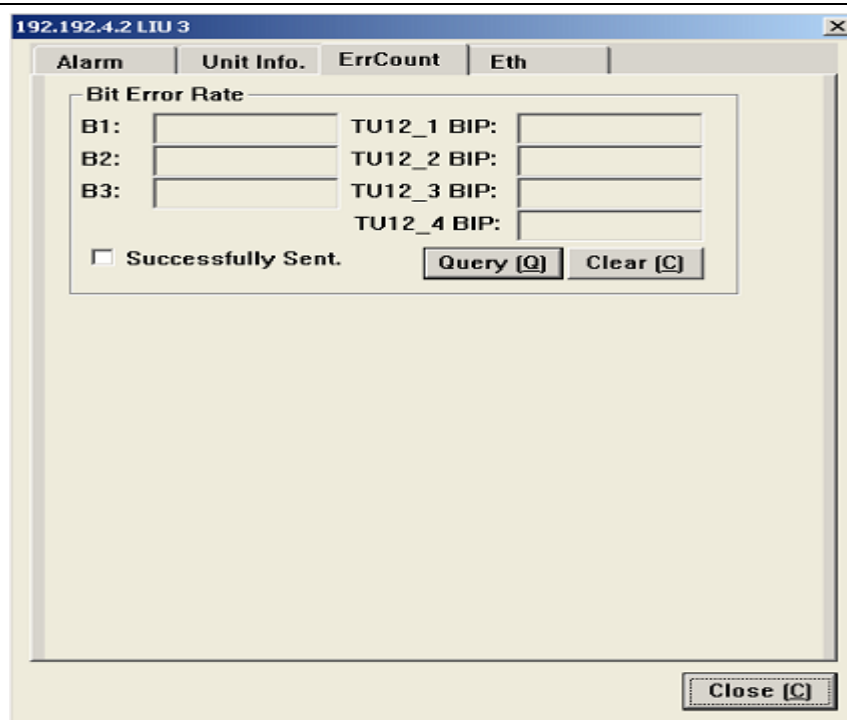 192.192.4.2 LIU 3
Alarm Unit Info. ErrCount Eth
Bit Error Rate
B1: TU12_1 BIP:
B2: TU12_2 BIP:
B3: TU12_3 BIP:
TU12_4 BIP:
Successfully Sent. Query (Q) Clear (C)
Close (C)